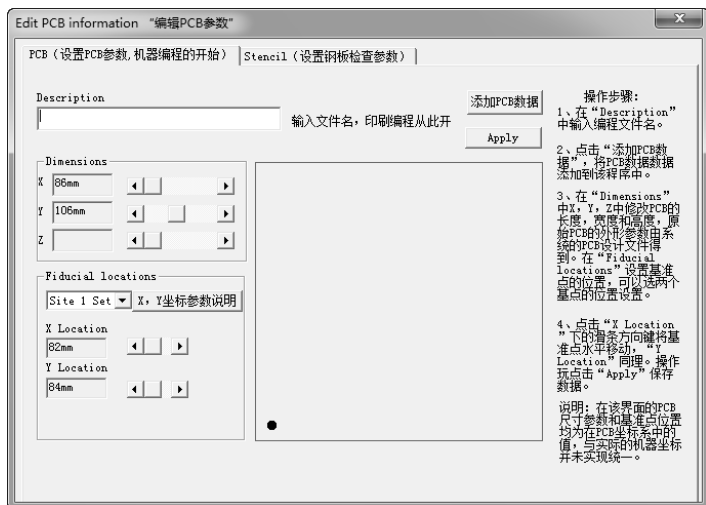 Edit PCB information "编辑PCB参数"
PCB（设置PCB参数,机器编程的开始）
Stencil（设置钢板检查参数）
Description
输入文件名，印刷编程从此开
添加PCB数据
Apply
Dimensions
X 86mm
Y 106mm
Z
Fiducial locations
Site 1 Set
X，Y坐标参数说明
X Location
82mm
Y Location
84mm
操作步骤：
1、在“Description”
中输入编程文件名。
2、点击“添加PCB数
据”，将PCB数据数据
添加到该程序中。
3、在“Dimensions”
中X，Y，Z中修改PCB的
长度，宽度和高度，原
始PCB的外形参数由系
统的PCB设计文件得
到。在“Fiducial
locations”设置基准
点的位置，可以选两个
基点的位置设置。
4、点击“X Location
”下的滑条方向键将基
准点水平移动，“Y
Location”同理。操作
玩点击“Apply”保存
数据。
说明：在该界面的PCB
尺寸参数和基准点位置
均为在PCB坐标系中的
值，与实际的机器坐标
并未实现统一。